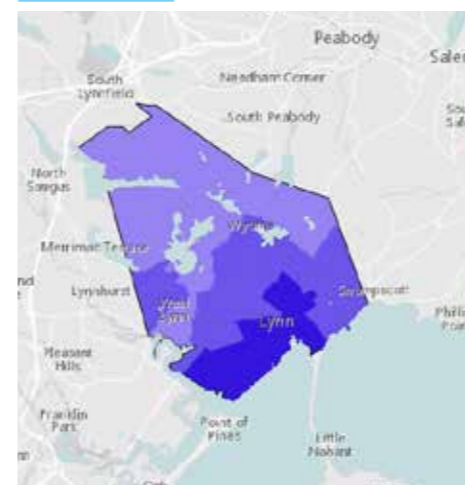 Peabody
Salem
South
Lynnfield
Needham Corner
South Peabody
North
Saugus
Wyoma
Merrimac Terrace
Lynnhurst
West
Lynn
Swampscott
Lynn
Pleasant
Hills
Franklin
Park
Point of
Pines
Little
Nahant